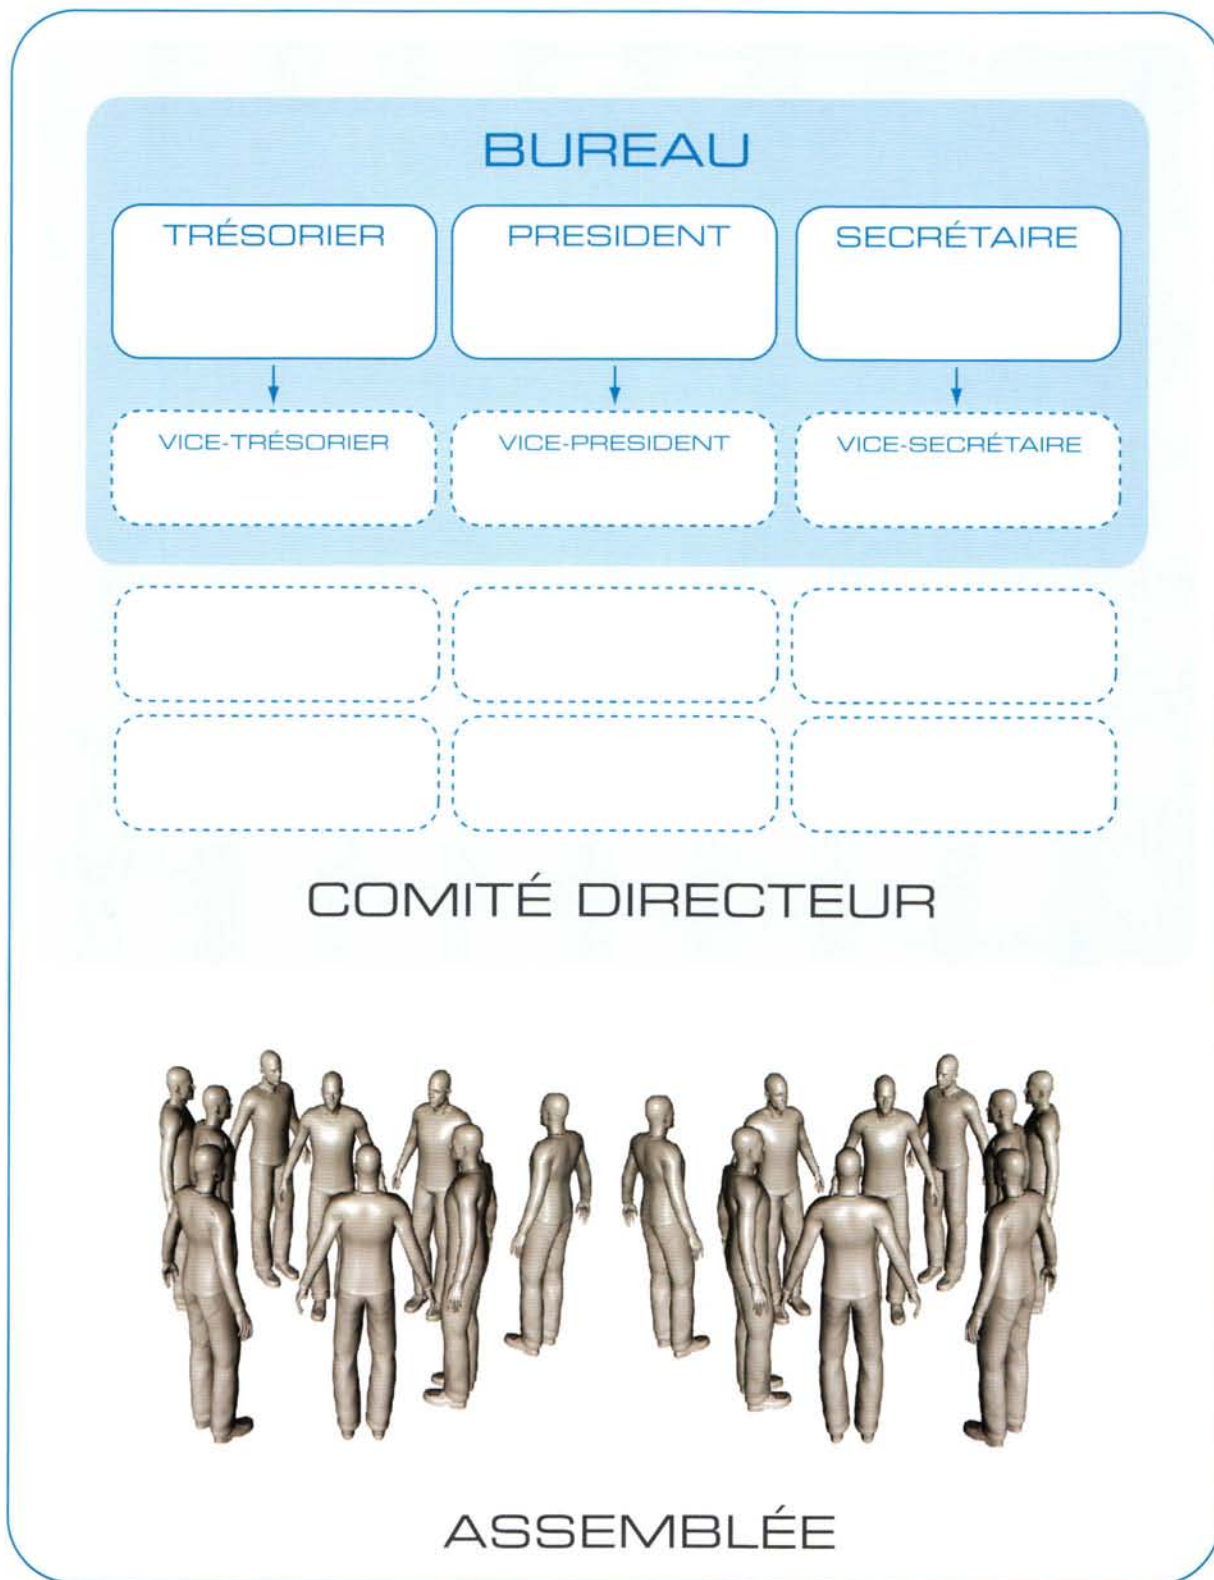 BUREAU
TRÉSORIER
PRESIDENT
SECRÉTAIRE
VICE-TRÉSORIER
VICE-PRESIDENT
VICE-SECRÉTAIRE
COMITÉ DIRECTEUR
ASSEMBLÉE